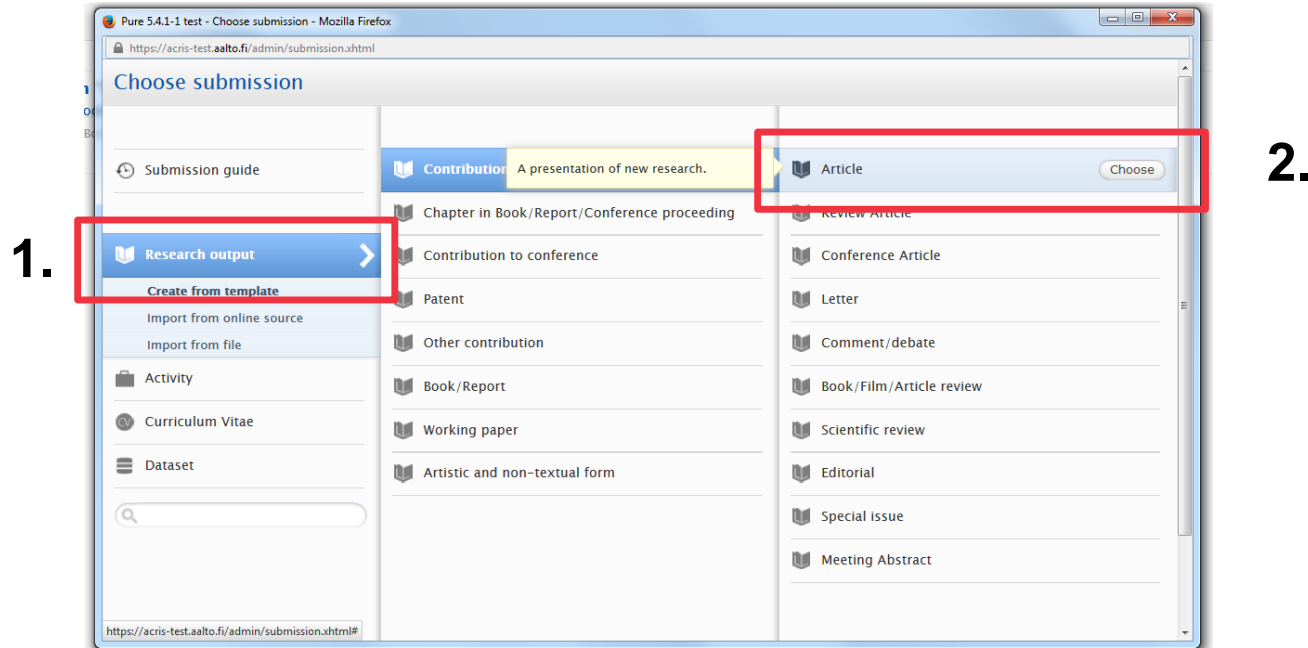 Pure 5.4.1-1 test - Choose submission - Mozilla Firefox
https://acris-test.aalto.fi/admin/submission.xhtml
Choose submission
Submission guide
1.
Research output
Create from template
Import from online source
Import from file
Activity
Curriculum Vitae
Dataset
Contribution
A presentation of new research.
Chapter in Book/Report/Conference proceeding
Contribution to conference
Patent
Other contribution
Book/Report
Working paper
Artistic and non-textual form
2.
Article
Choose
Review Article
Conference Article
Letter
Comment/debate
Book/Film/Article review
Scientific review
Editorial
Special issue
Meeting Abstract
https://acris-test.aalto.fi/admin/submission.xhtml#